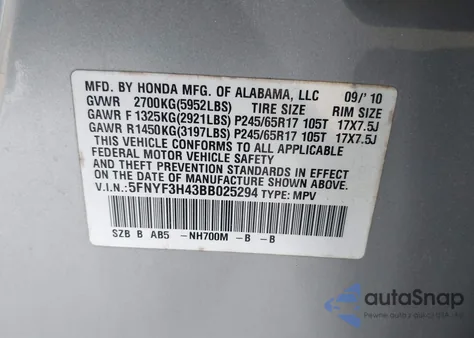 MFD. BY HONDA MFG. OF ALABAMA, LLC 09/'10
GVWR 2700KG(5952LBS) TIRE SIZE RIM SIZE
GAWR F 1325KG(2921LBS) P245/65R17 105T 17X7.5J
GAWR R1450KG(3197LBS) P245/65R17 105T 17X7.5J
THIS VEHICLE CONFORMS TO ALL APPLICABLE
FEDERAL MOTOR VEHICLE SAFETY, BUMPER,
AND THEFT PREVENTION STANDARDS IN EFFECT ON
THE DATE OF MANUFACTURE SHOWN ABOVE.
V.I.N.:5FNYF3H43BB025294 TYPE: MPV
SZB B AB5 -NH700M -B -B
autoSnap